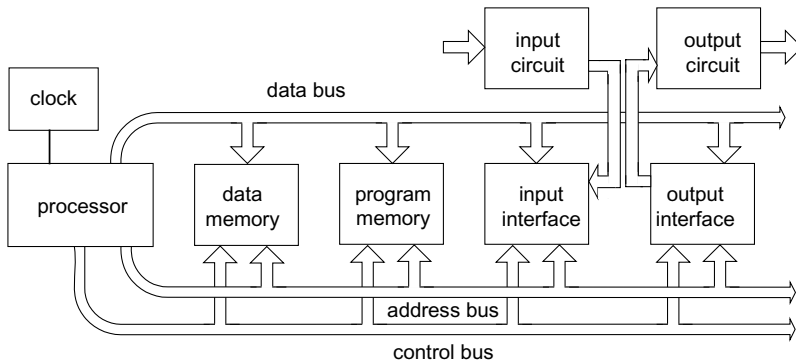 input
circuit
output
circuit
clock
data bus
processor
data
memory
program
memory
input
interface
output
interface
address bus
control bus